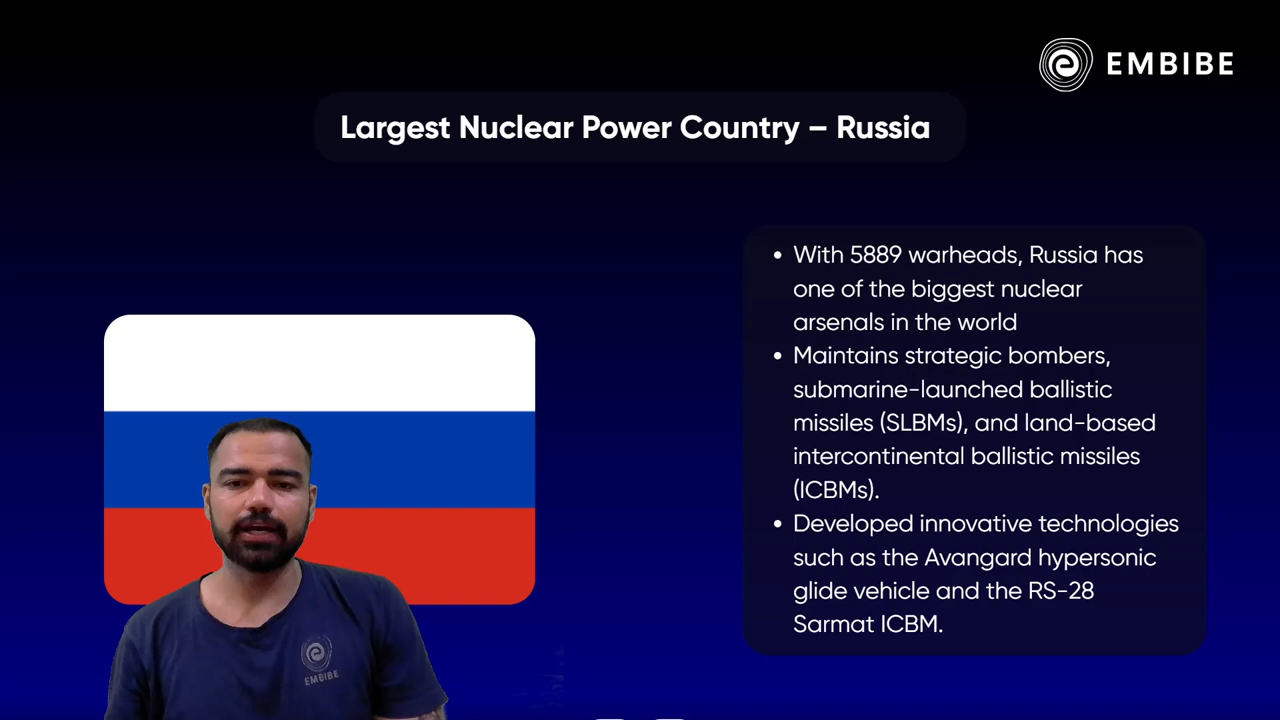 EMBIBE
Largest Nuclear Power Country – Russia
• With 5889 warheads, Russia has
one of the biggest nuclear
arsenals in the world
• Maintains strategic bombers,
submarine-launched ballistic
missiles (SLBMs), and land-based
intercontinental ballistic missiles
(ICBMs).
• Developed innovative technologies
such as the Avangard hypersonic
glide vehicle and the RS-28
Sarmat ICBM.
EMBIBE